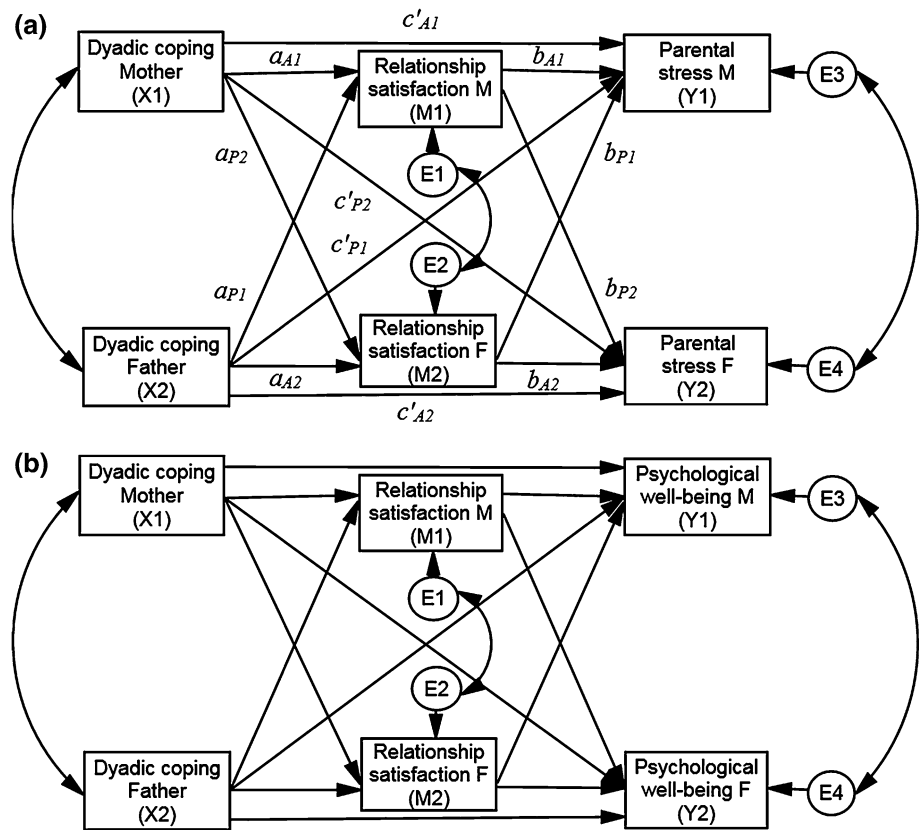 (a)
Dyadic coping
Mother
(X1)
c'A1
aA1
Relationship
satisfaction M
(M1)
bA1
Parental
stress M
(Y1)
E3
aP2
E1
bP1
c'P2
c'P1
E2
aP1
bP2
Dyadic coping
Father
(X2)
aA2
Relationship
satisfaction F
(M2)
bA2
c'A2
Parental
stress F
(Y2)
E4
(b)
Dyadic coping
Mother
(X1)
Relationship
satisfaction M
(M1)
Psychological
well-being M
(Y1)
E3
E1
E2
Dyadic coping
Father
(X2)
Relationship
satisfaction F
(M2)
Psychological
well-being F
(Y2)
E4